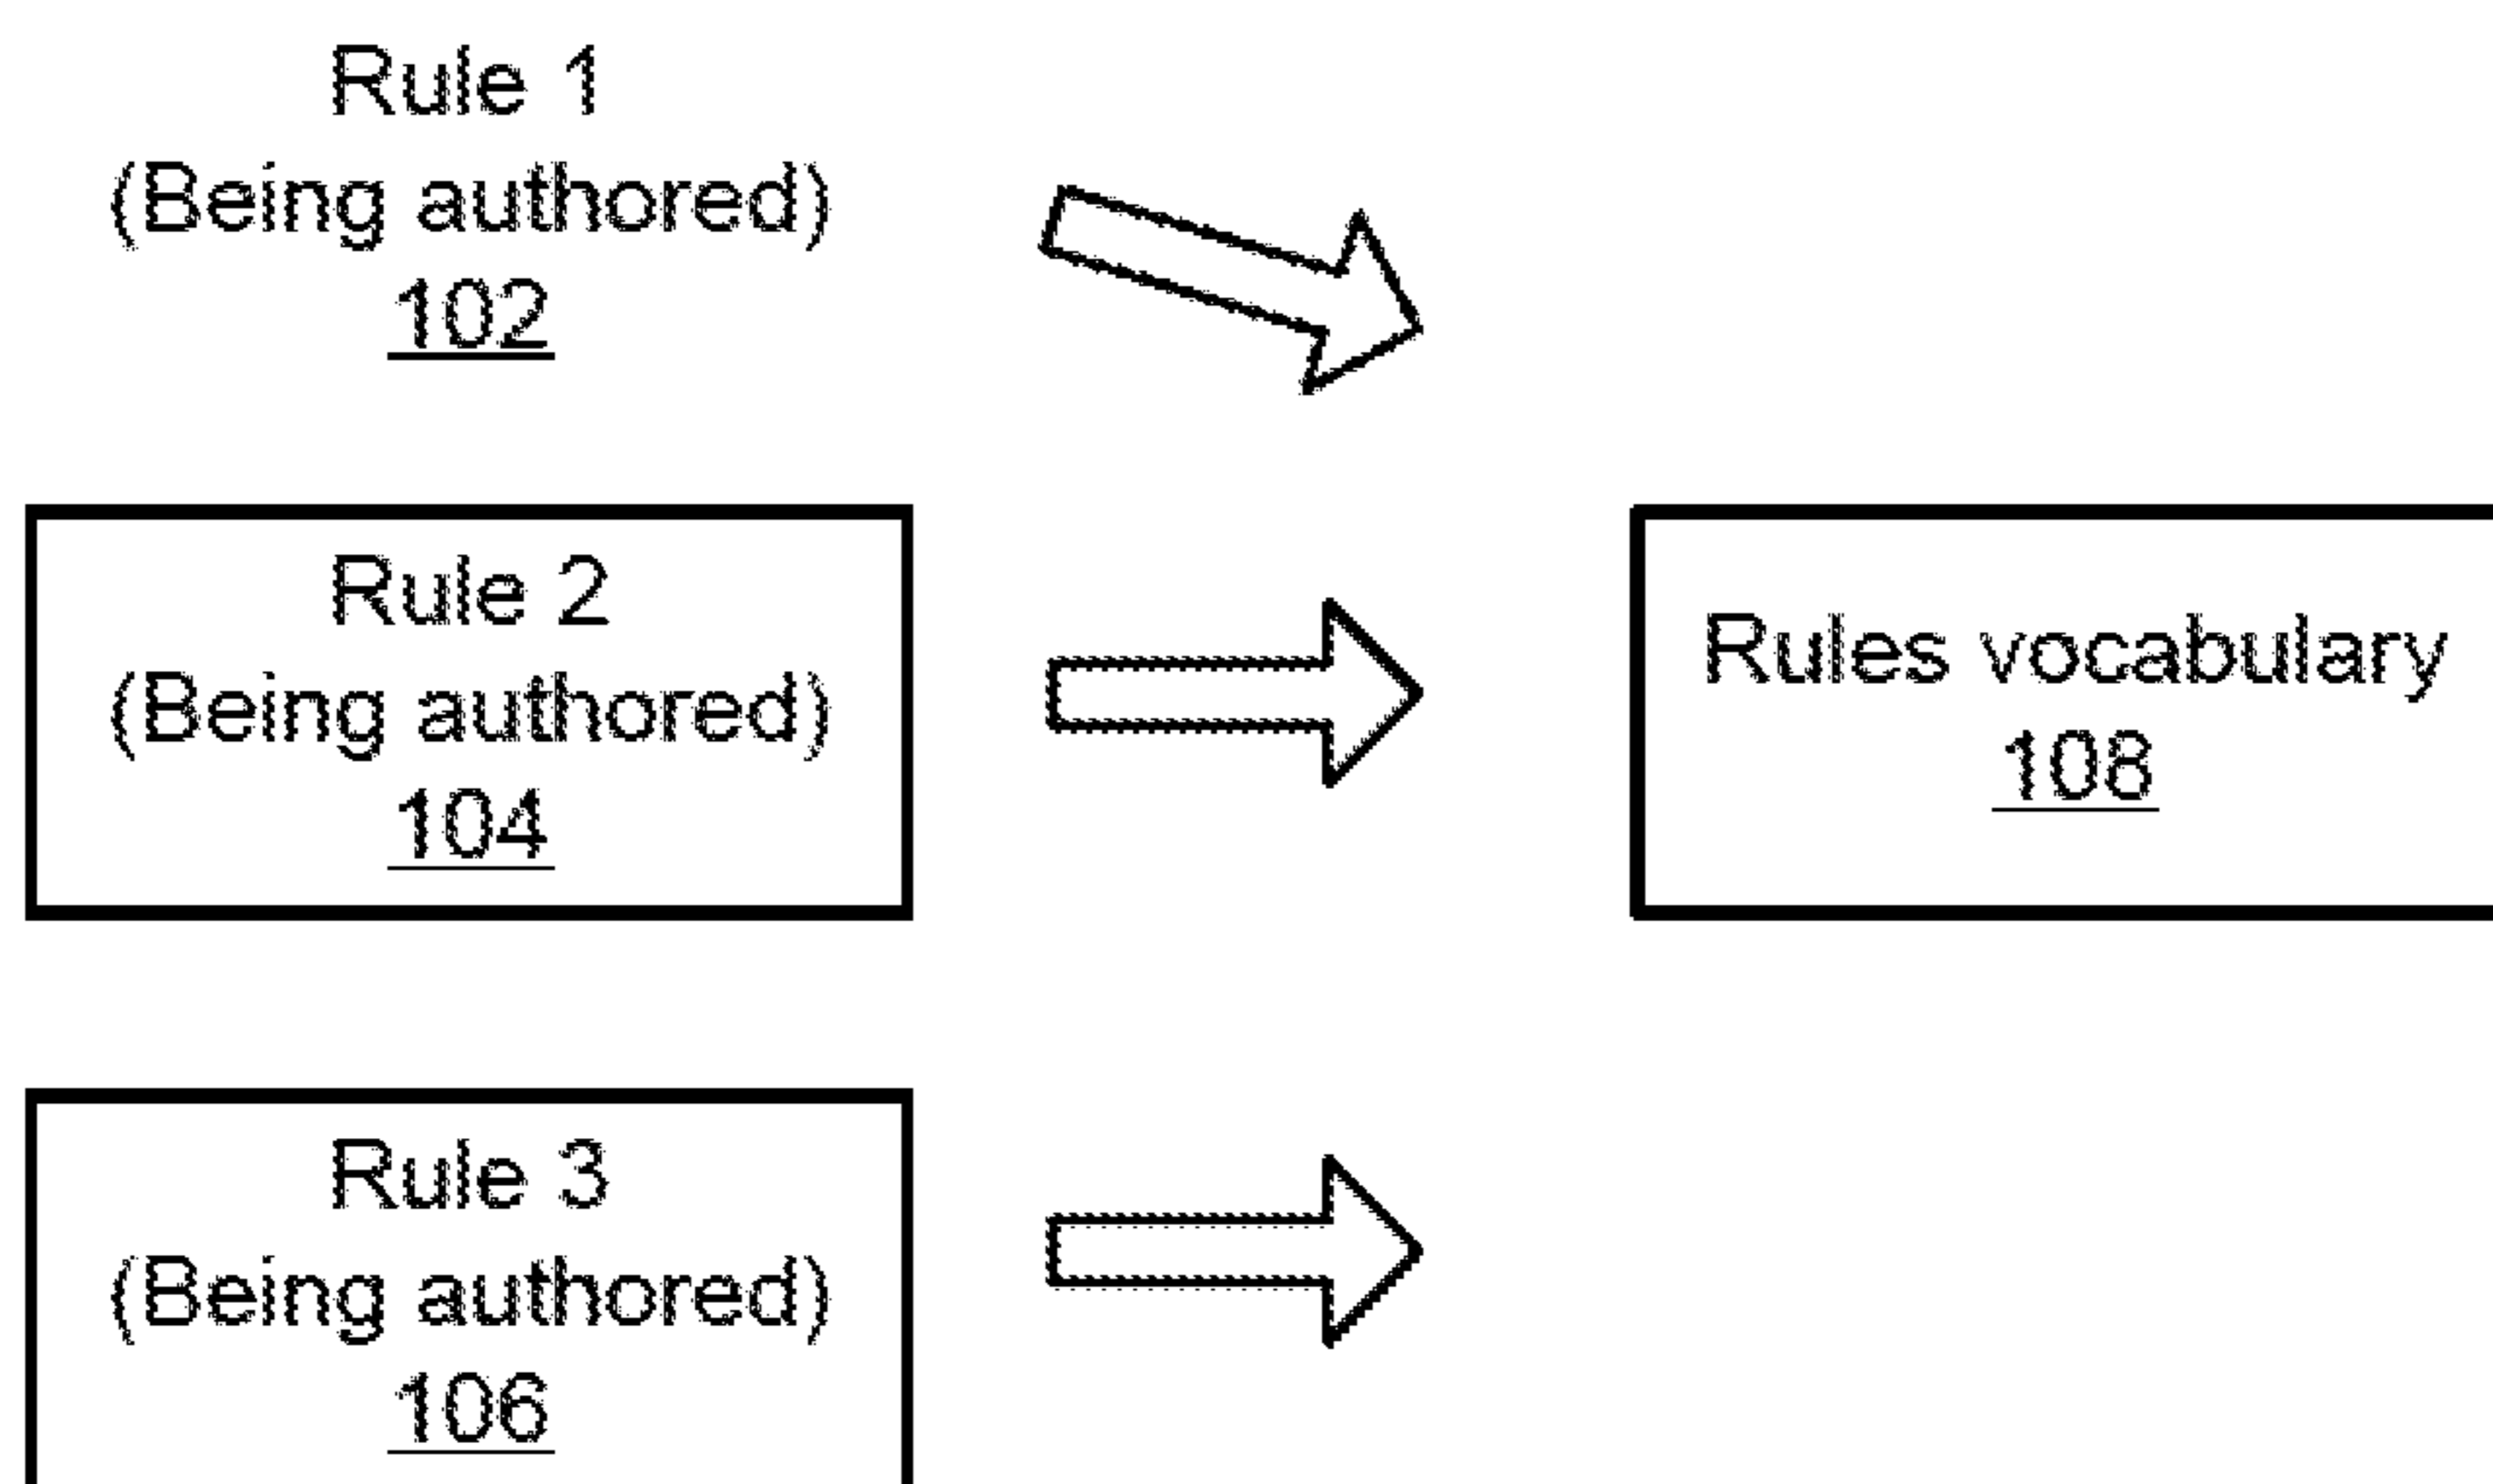 Rule 1
(Being authored)
102
Rule 2
(Being authored)
104
Rules vocabulary
108
Rule 3
(Being authored)
106